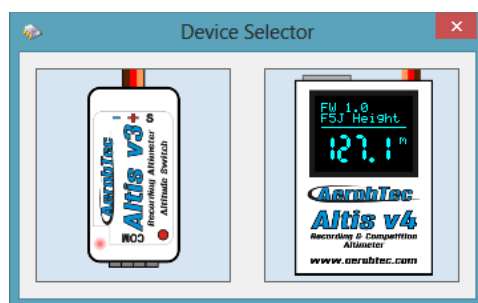 Device Selector
- + S
AerobTec
Altis v3
Recording Altimeter
Altitude Switch
COM
FW 1.0
F5J Height
127.1 m
AerobTec
Altis v4
Recording & Competition
Altimeter
www.aerobtec.com